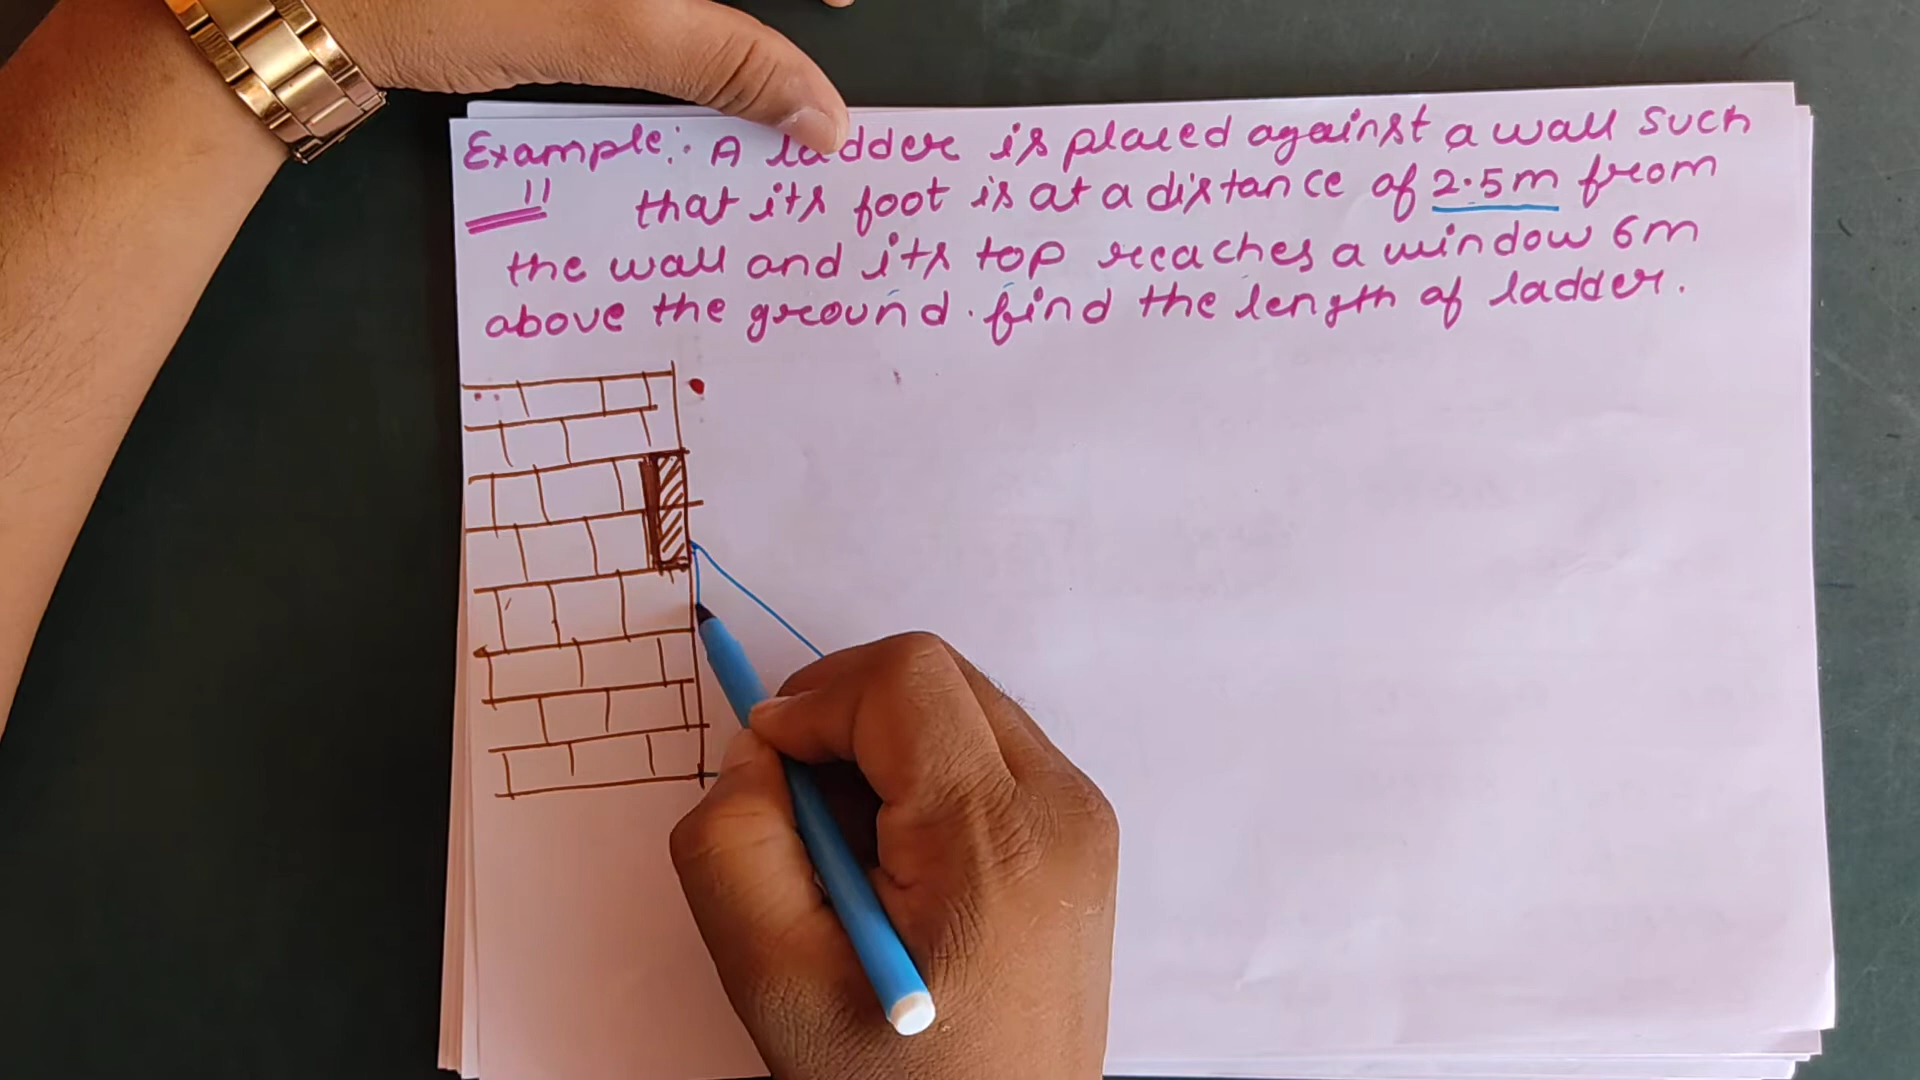 Example:. A ladder is placed against a wall such
11 that its foot is at a distance of 2.5m from
the wall and its top reaches a window 6m
above the ground. find the length of ladder.